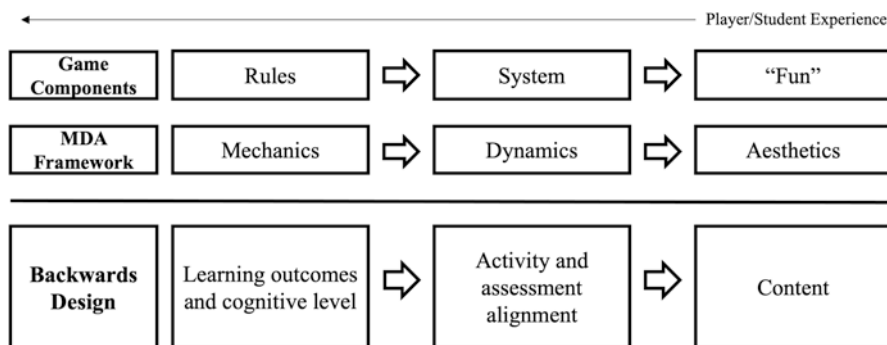 Player/Student Experience
Game
Components
Rules
System
“Fun”
MDA
Framework
Mechanics
Dynamics
Aesthetics
Backwards
Design
Learning outcomes
and cognitive level
Activity and
assessment
alignment
Content